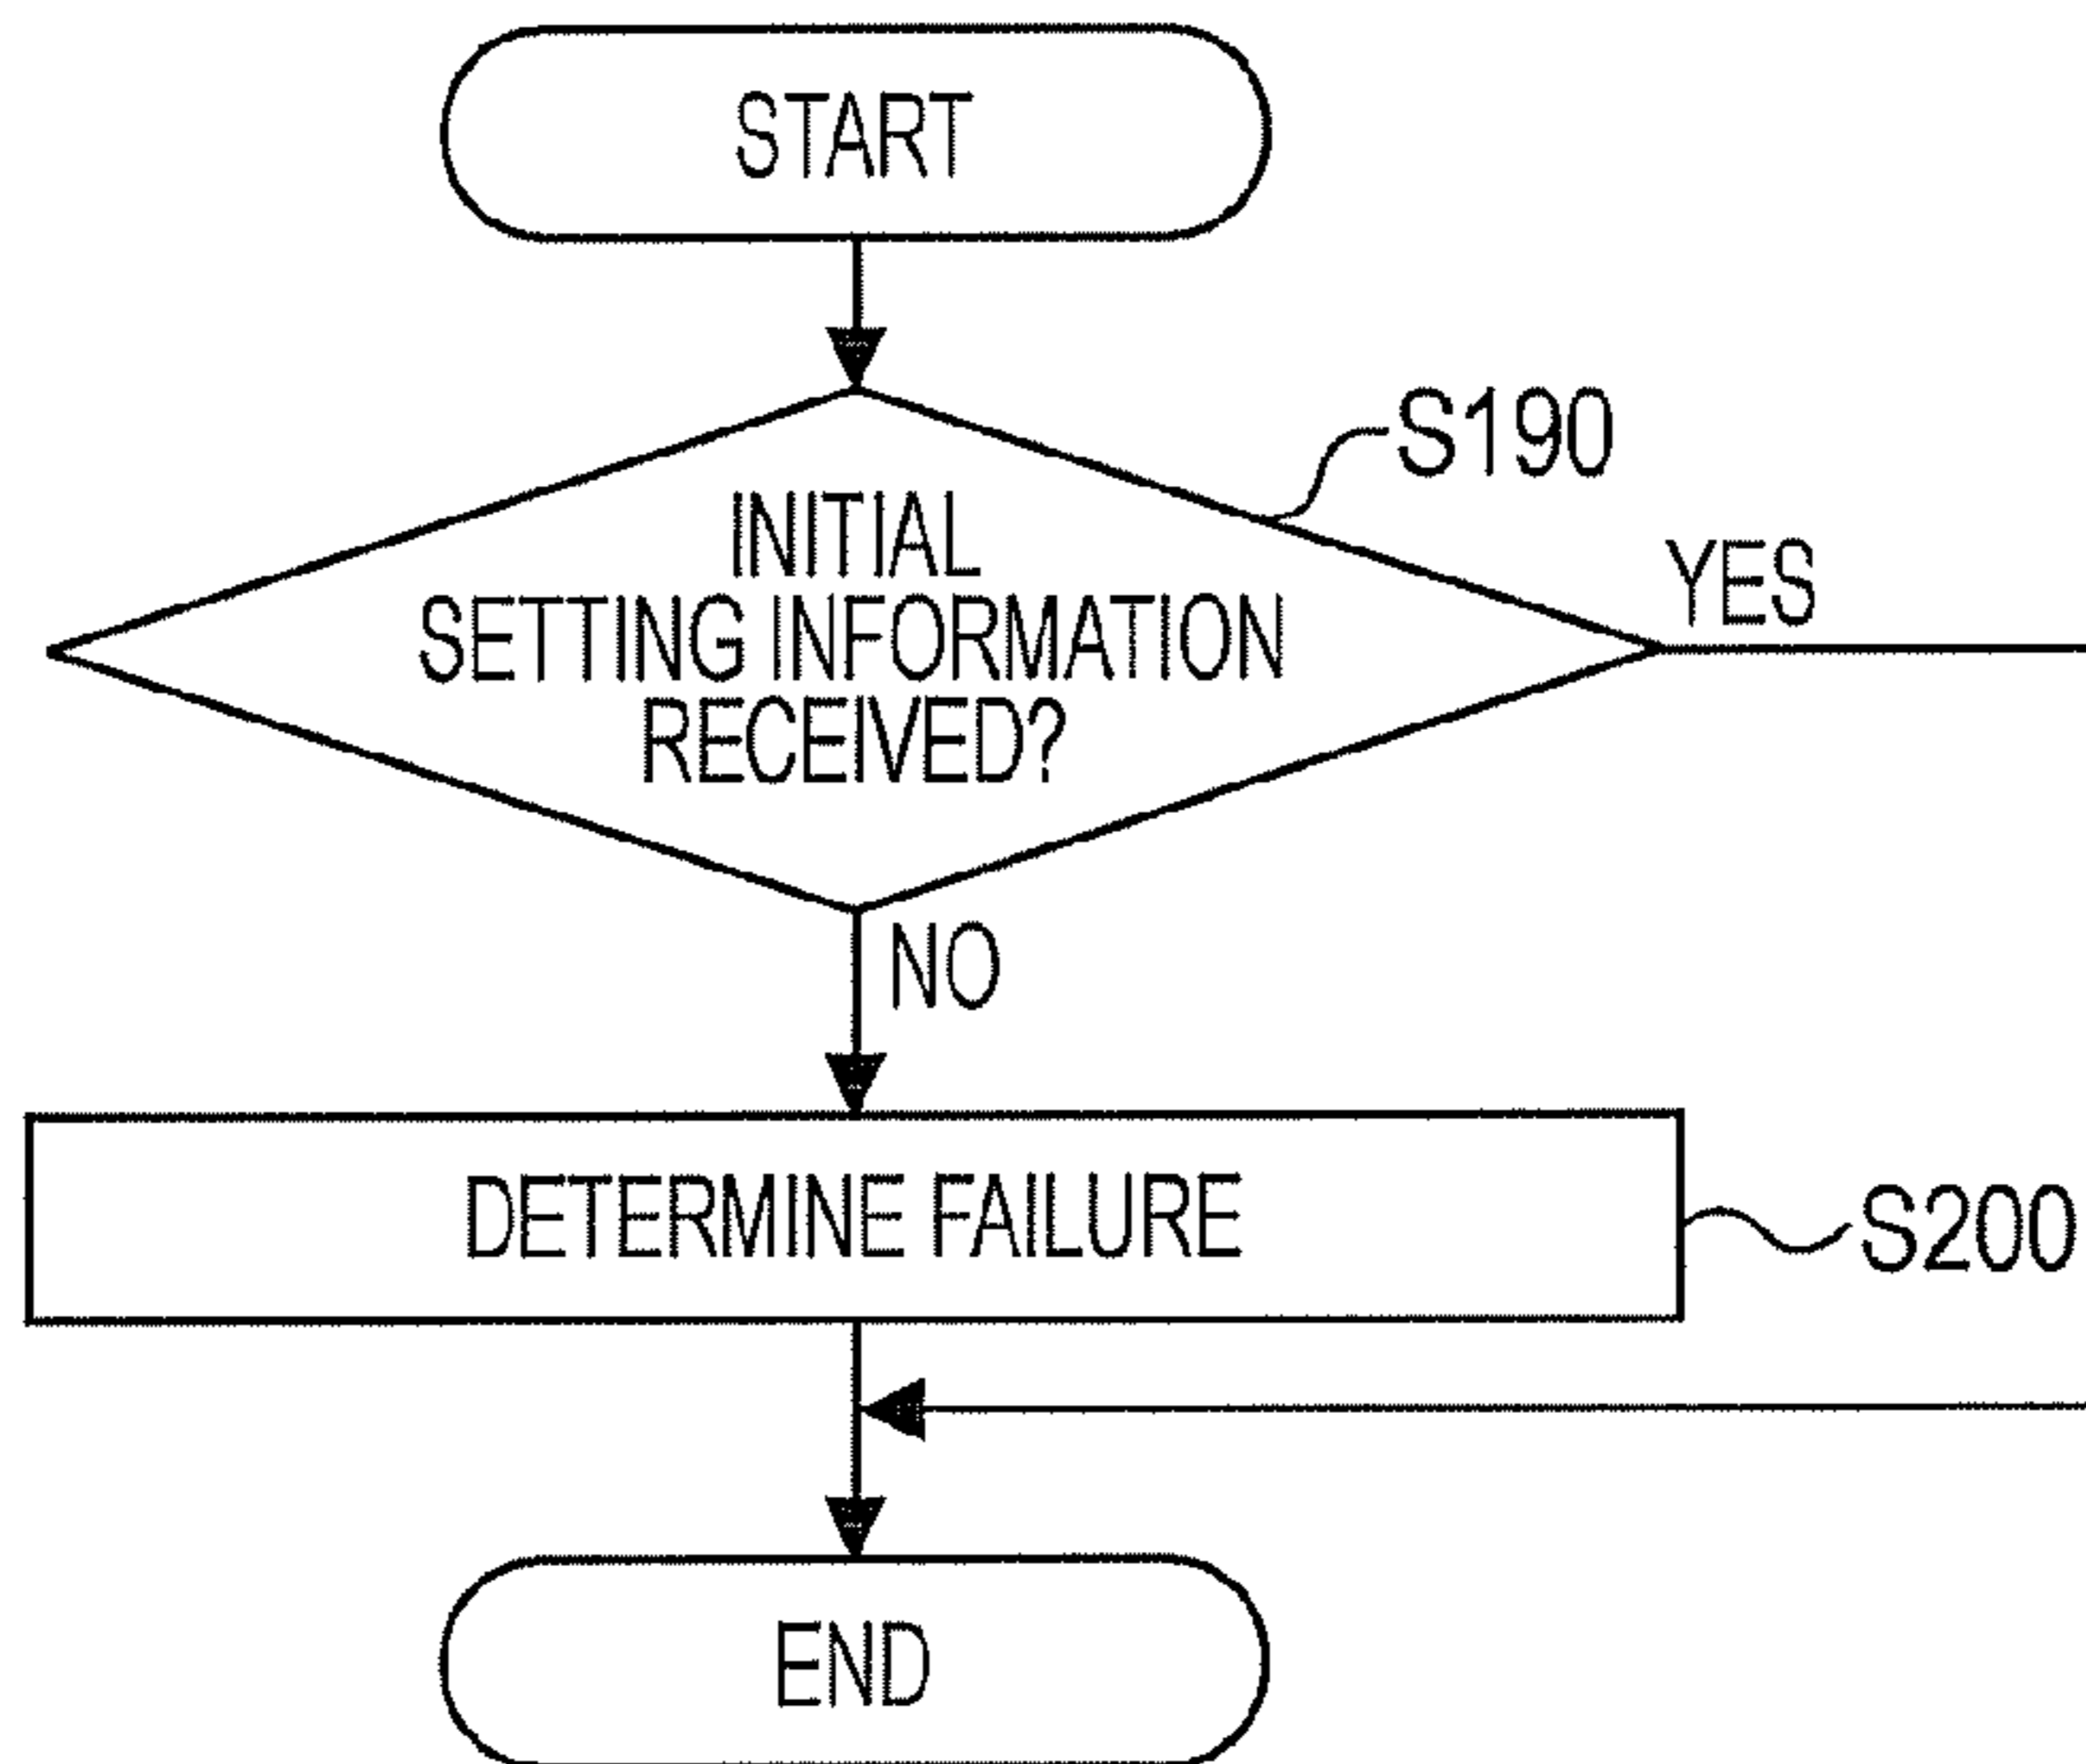 START
S190
INITIAL
SETTING INFORMATION
RECEIVED?
YES
NO
DETERMINE FAILURE
S200
END